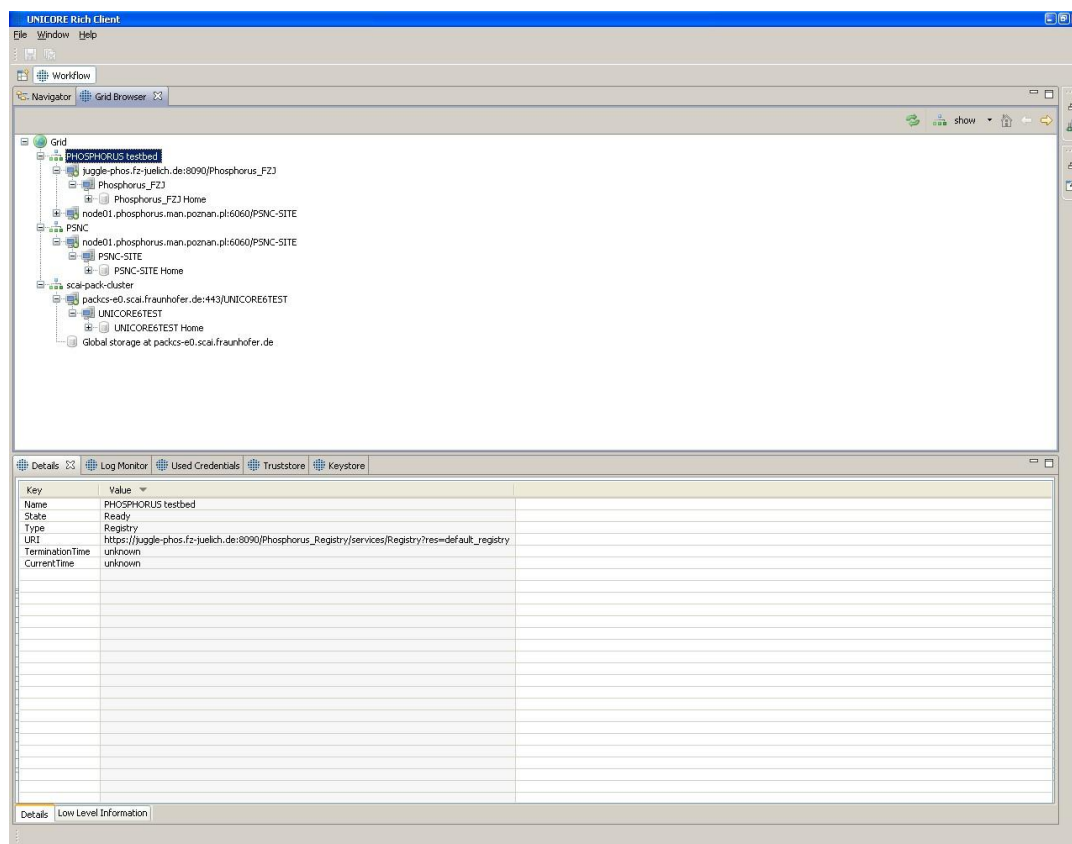 UNICORE Rich Client
File Window Help
Workflow
Navigator Grid Browser
show
Grid
PHOSPHORUS testbed
juggle-phos.fz-juelich.de:8090/Phosphorus_FZJ
Phosphorus_FZJ
Phosphorus_FZJ Home
node01.phosphorus.man.poznan.pl:6060/PSNC-SITE
PSNC
node01.phosphorus.man.poznan.pl:6060/PSNC-SITE
PSNC-SITE
PSNC-SITE Home
scai-pack-cluster
packcs-e0.scai.fraunhofer.de:443/UNICORE6TEST
UNICORE6TEST
UNICORE6TEST Home
Global storage at packcs-e0.scai.fraunhofer.de
Details Log Monitor Used Credentials Truststore Keystore
Key Value
Name PHOSPHORUS testbed
State Ready
Type Registry
URI https://juggle-phos.fz-juelich.de:8090/Phosphorus_Registry/services/Registry?res=default_registry
TerminationTime unknown
CurrentTime unknown
Details Low Level Information